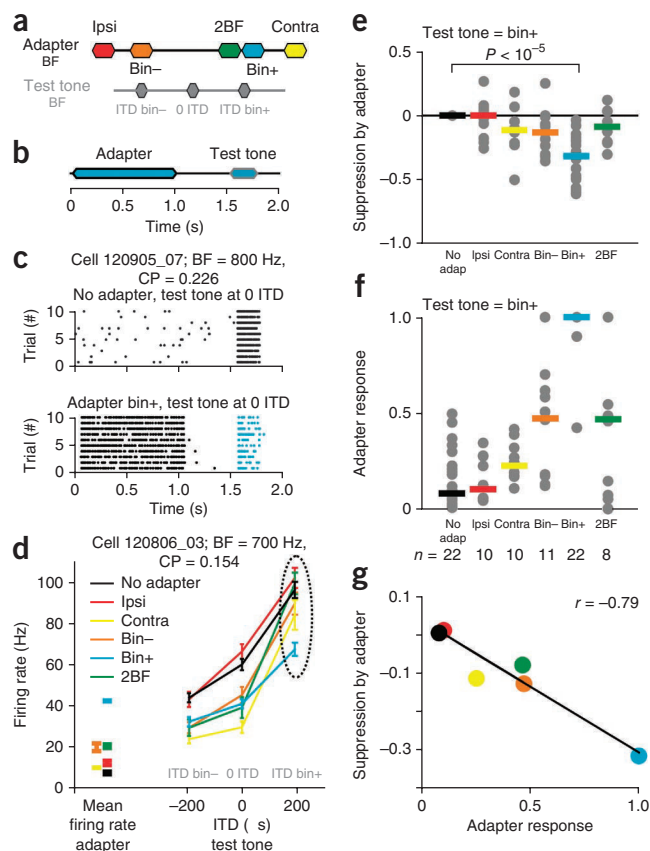 a
Ipsi
2BF
Contra
Adapter
BF
Bin–
Bin+
Test tone
BF
ITD bin–
0 ITD
ITD bin+
b
Adapter
Test tone
0
0.5
1.0
1.5
2.0
Time (s)
c
Cell 120905_07; BF = 800 Hz,
CP = 0.226
No adapter, test tone at 0 ITD
Trial (#)
10
5
0
Adapter bin+, test tone at 0 ITD
Trial (#)
10
5
0
0
0.5
1.0
1.5
2.0
Time (s)
d
Cell 120806_03; BF = 700 Hz,
CP = 0.154
No adapter
Ipsi
Contra
Bin–
Bin+
2BF
Firing rate (Hz)
100
80
60
40
20
0
ITD bin–
0 ITD
ITD bin+
Mean
firing rate
adapter
–200
0
200
ITD ( s)
test tone
e
Test tone = bin+
P < 10–5
Suppression by adapter
0.5
0
–0.5
–1.0
No
adap
Ipsi
Contra
Bin–
Bin+
2BF
f
Test tone = bin+
Adapter response
1.0
0.5
0
No
adap
Ipsi
Contra
Bin–
Bin+
2BF
n = 22
10
10
11
22
8
g
r = –0.79
Suppression by adapter
0.1
–0.1
–0.3
0
0.5
1.0
Adapter response